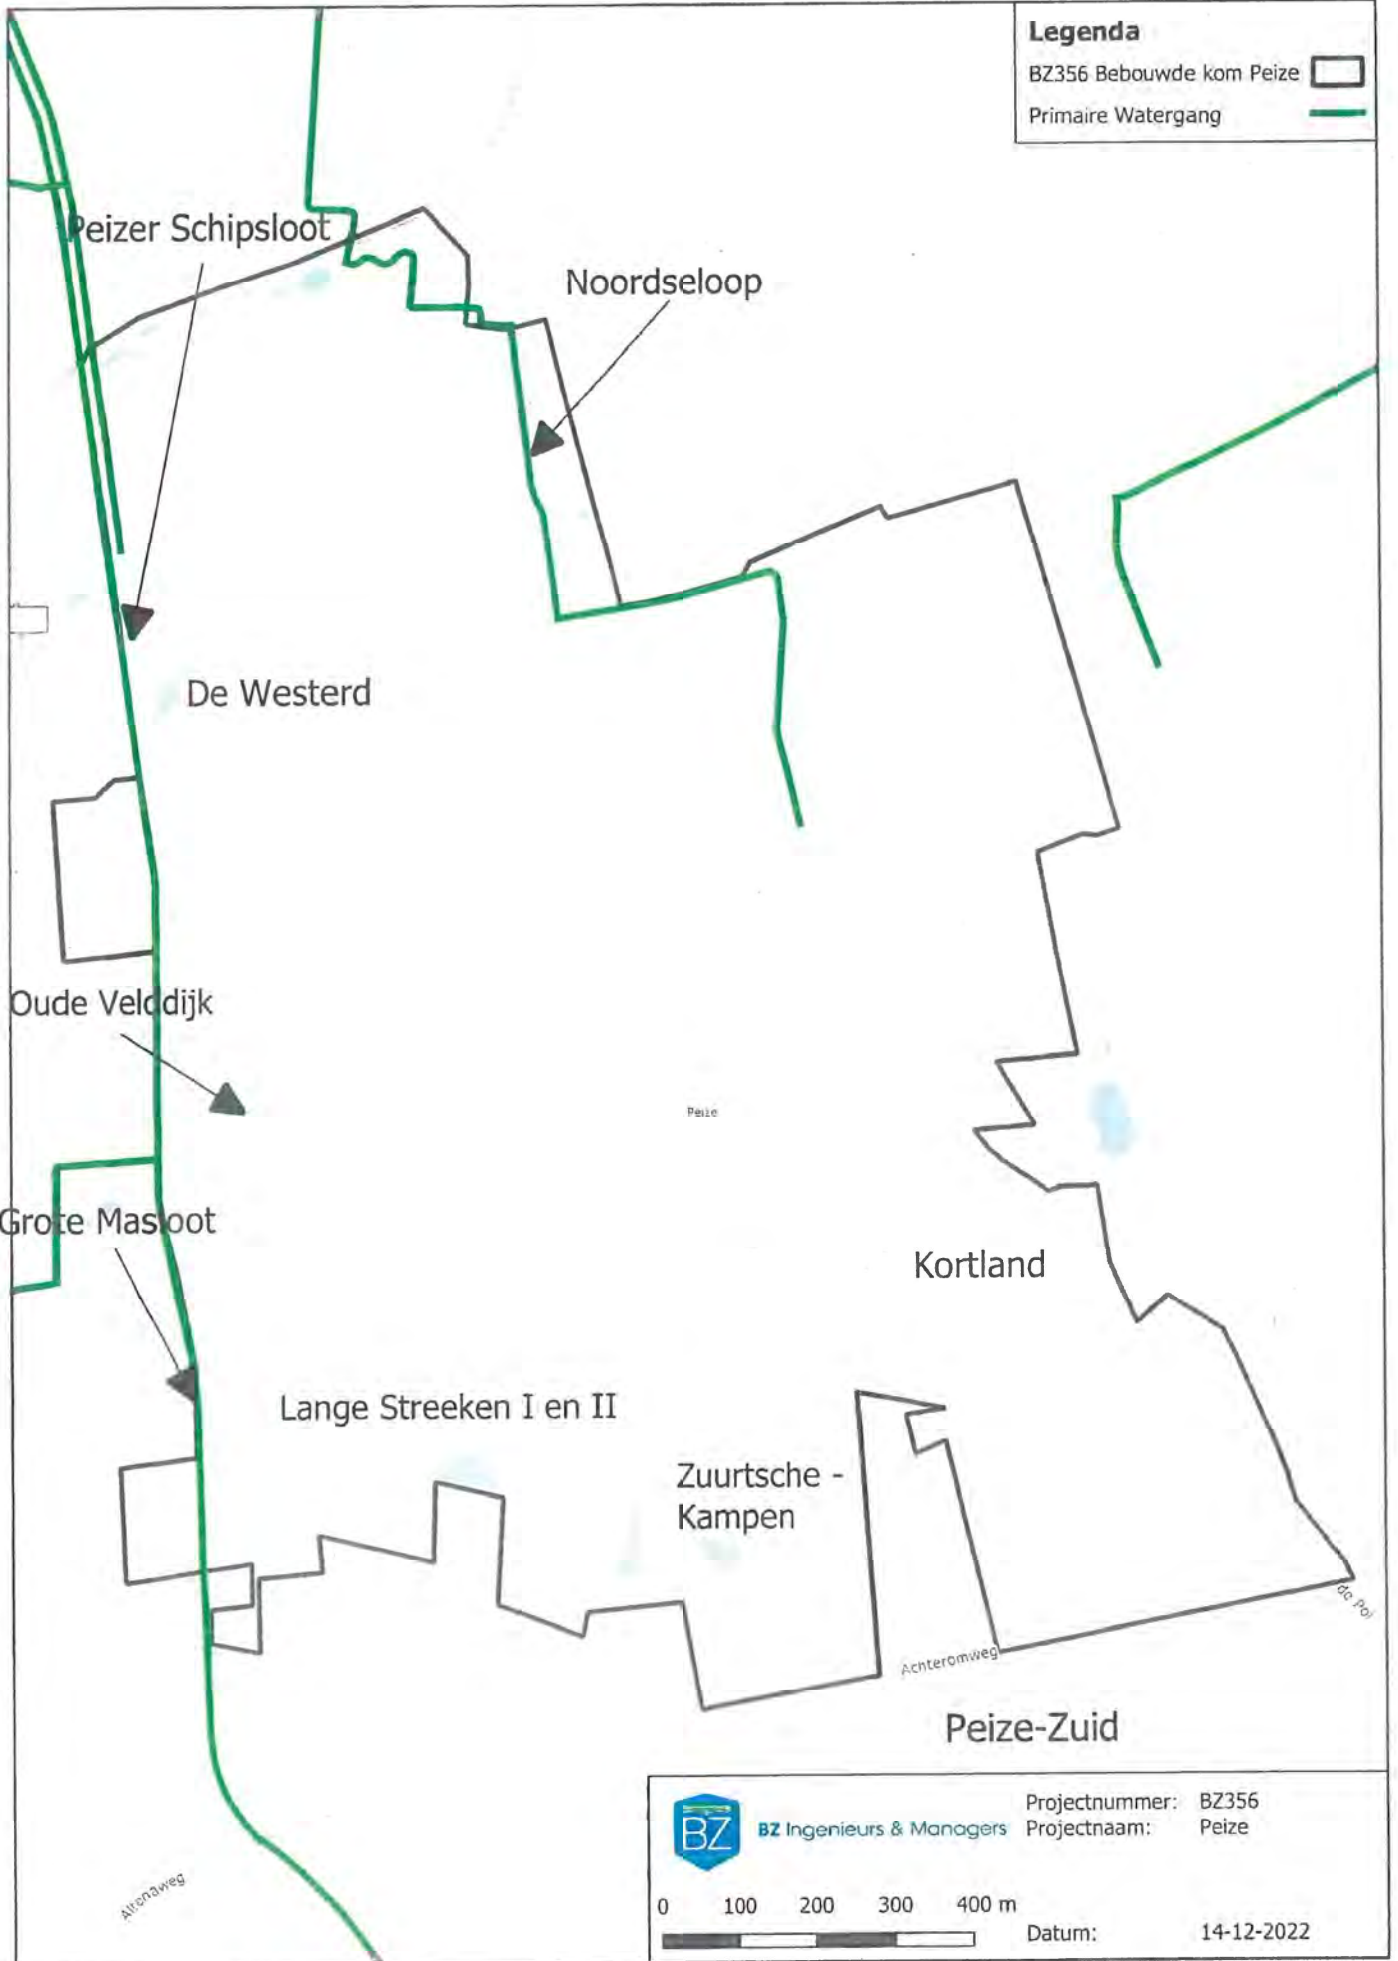 Legenda
BZ356 Bebouwde kom Peize
Primaire Watergang
Peizer Schipsloot
Noordseloop
De Westerd
Oude Velddijk
Peize
Grote Masloot
Kortland
Lange Streeken I en II
Zuurtsche -
Kampen
de Pol
Achteromweg
Peize-Zuid
Altenaweg
BZ
BZ Ingenieurs & Managers
Projectnummer: BZ356
Projectnaam: Peize
0 100 200 300 400 m
Datum: 14-12-2022